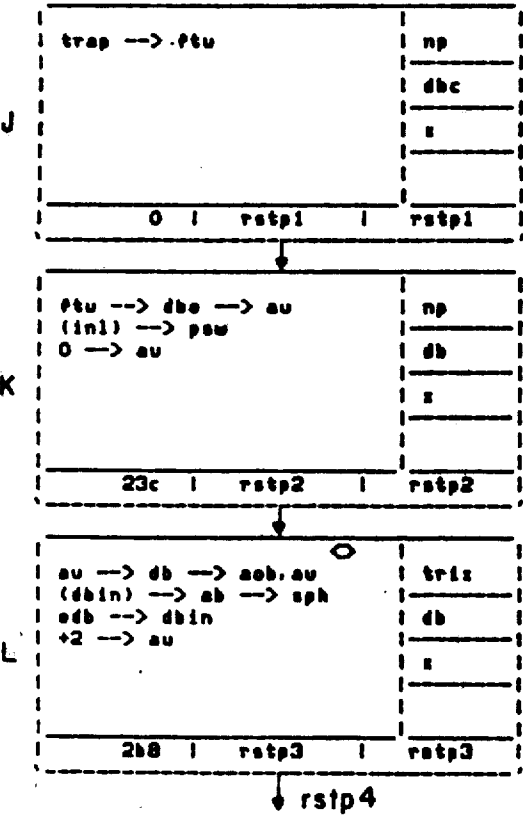 J
trap --> ftu
np
dbc
x
0 | rstp1 |
rstp1
K
ftu --> dbe --> au
(inl) --> psw
0 --> au
np
db
x
23c | rstp2 |
rstp2
L
au --> db --> aob,au
(dbin) --> ab --> sph
edb --> dbin
+2 --> au
trix
db
x
2b8 | rstp3 |
rstp3
rstp4